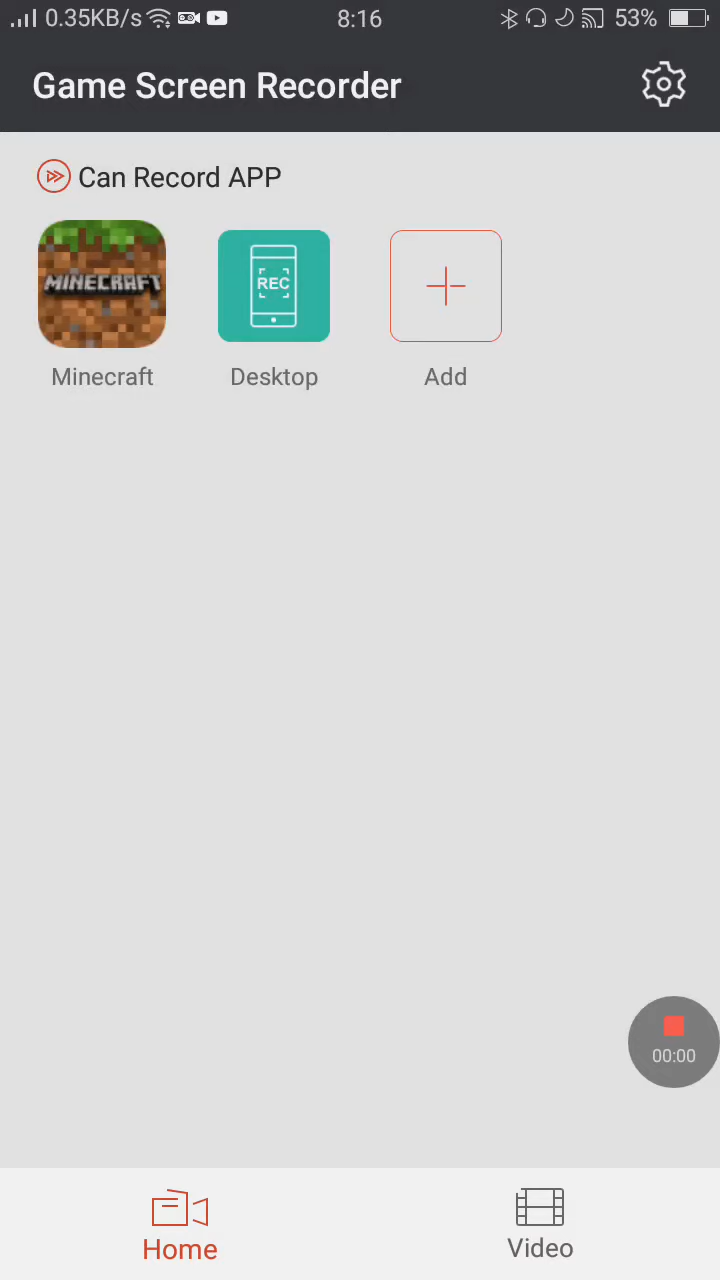 0.35KB/s 8:16 53%
Game Screen Recorder
Can Record APP
MINECRAFT
REC
Minecraft Desktop Add
00:00
Home Video